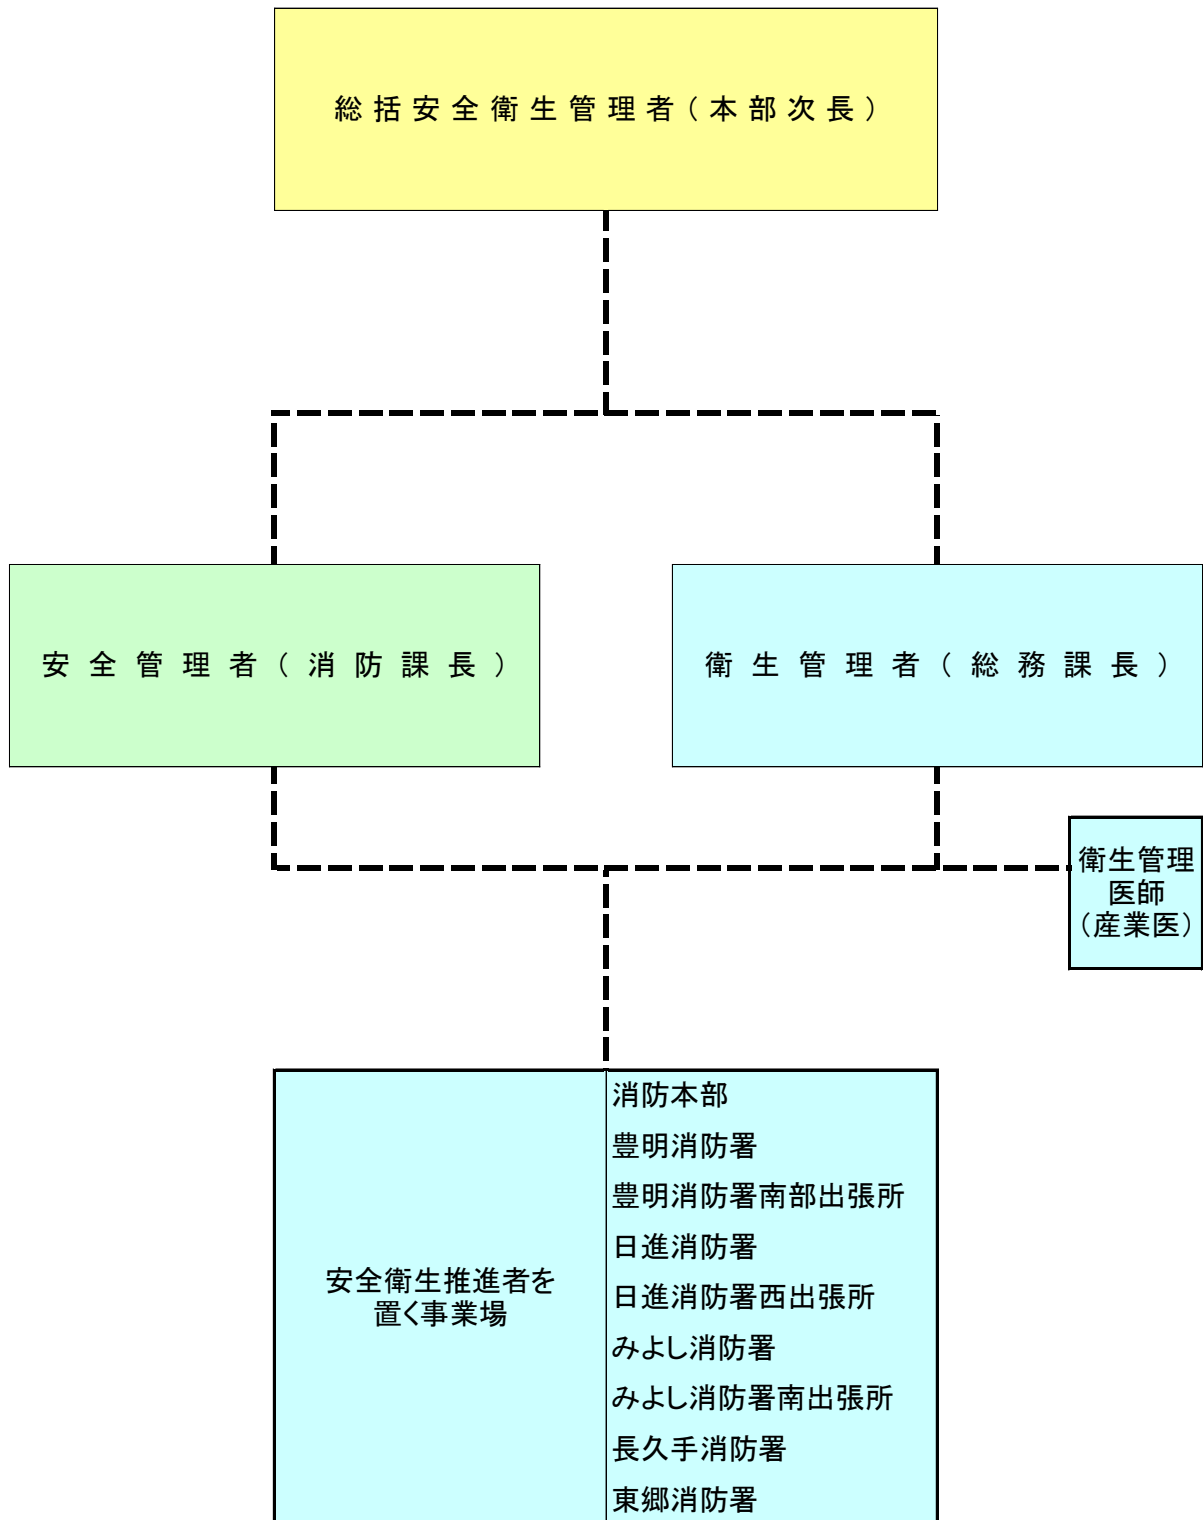 総括安全衛生管理者(本部次長)
安全管理者(消防課長)
衛生管理者(総務課長)
衛生管理
医師
(産業医)
安全衛生推進者を
置く事業場
消防本部
豊明消防署
豊明消防署南部出張所
日進消防署
日進消防署西出張所
みよし消防署
みよし消防署南出張所
長久手消防署
東郷消防署